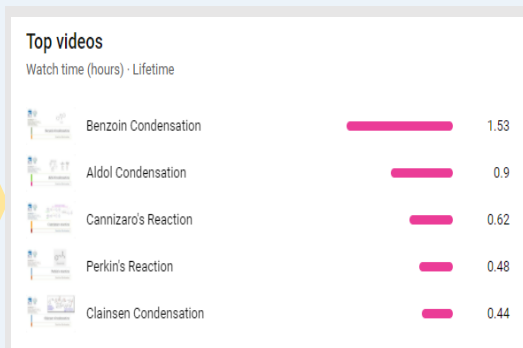 Top videos
Watch time (hours) · Lifetime
Benzoin Condensation 1.53
Aldol Condensation 0.9
Cannizaro's Reaction 0.62
Perkin's Reaction 0.48
Clainsen Condensation 0.44